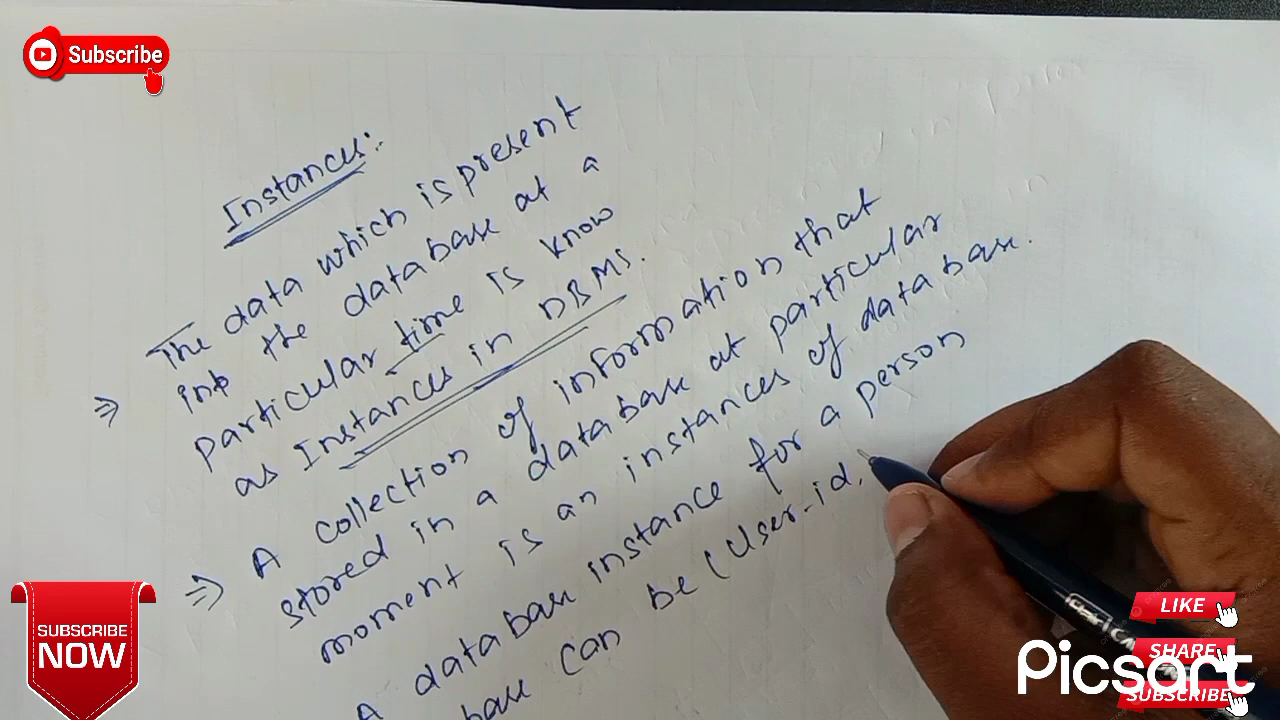 Subscribe
Instances:
⇒ The data which is present
into the database at a
particular time is know
as Instances in DBMS.
⇒ A collection of information that
stored in a database at particular
moment is an instances of database.
A database instance for a person
base can be (User-id,
SUBSCRIBE
NOW
LIKE
SHARE
SUBSCRIBE
Picsart